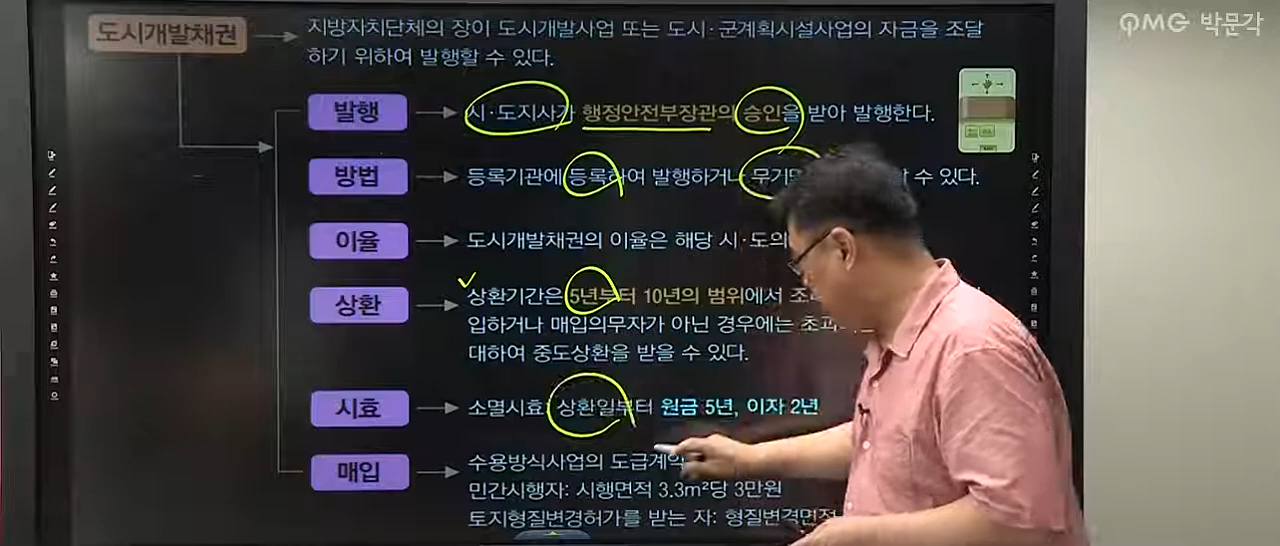 QMG 박문각
도시개발채권
지방자치단체의 장이 도시개발사업 또는 도시·군계획시설사업의 자금을 조달
하기 위하여 발행할 수 있다.
발행
시·도지사가 행정안전부장관의 승인을 받아 발행한다.
방법
등록기관에 등록하여 발행하거나 무기명 수 있다.
이율
도시개발채권의 이율은 해당 시·도의
상환
상환기간은 5년부터 10년의 범위에서
입하거나 매입의무자가 아닌 경우에는
대하여 중도상환을 받을 수 있다.
시효
소멸시효: 상환일부터 원금 5년, 이자 2년
매입
수용방식사업의 도급계약
민간시행자: 시행면적 3.3m²당 3만원
토지형질변경허가를 받는 자: 형질변경면적